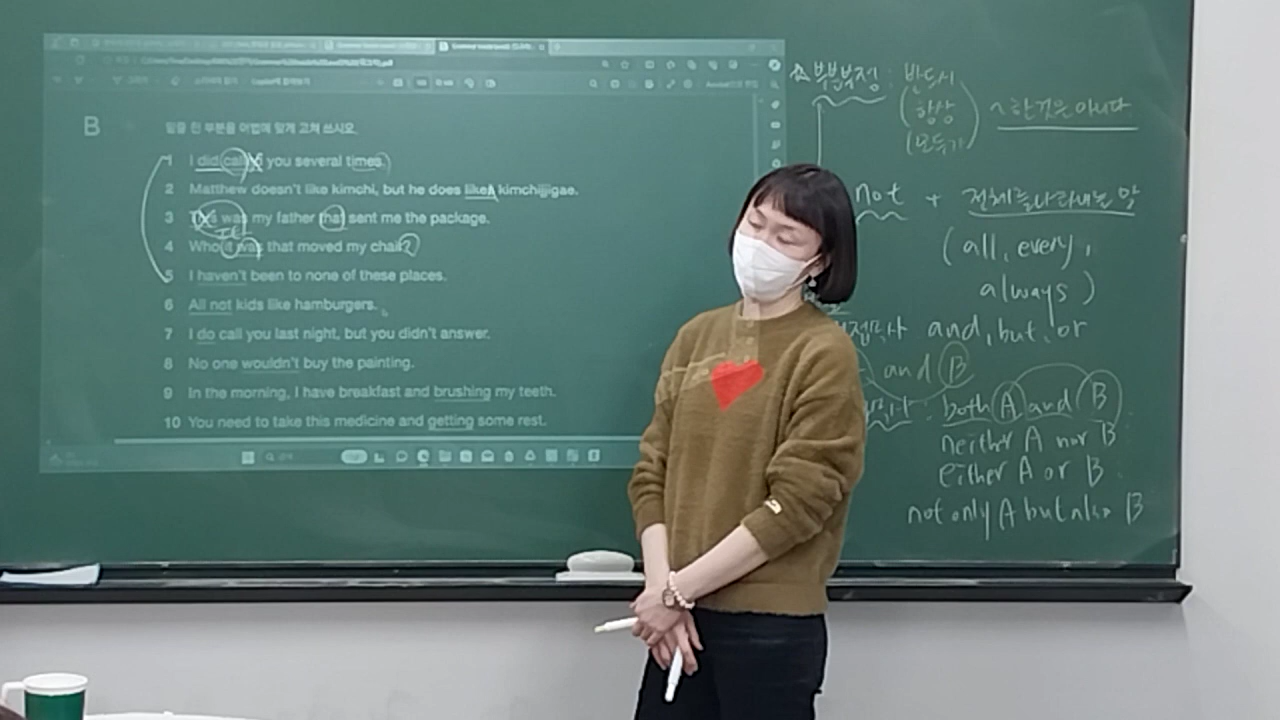 B
밑줄 친 부분을 어법에 맞게 고쳐 쓰시오.
1 I did called you several times.
2 Matthew doesn't like kimchi, but he does likes kimchijjigae.
3 This was my father that sent me the package.
It
4 Who it was that moved my chair?
5 I haven't been to none of these places.
6 All not kids like hamburgers.
7 I do call you last night, but you didn't answer.
8 No one wouldn't buy the painting.
9 In the morning, I have breakfast and brushing my teeth.
10 You need to take this medicine and getting some rest.
☆ 부분부정 : 반드시
(항상) ~한것은 아니다
(모두가)
not + 전체를 나타내는 말
(all, every,
always)
and, but, or
and B
both A and B
neither A nor B
either A or B
not only A but also B